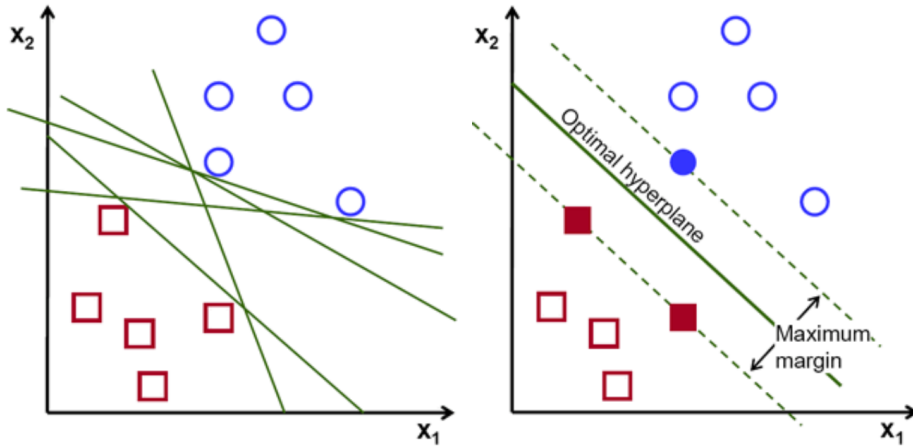 x₂
x₁
x₂
Optimal hyperplane
Maximum
margin
x₁